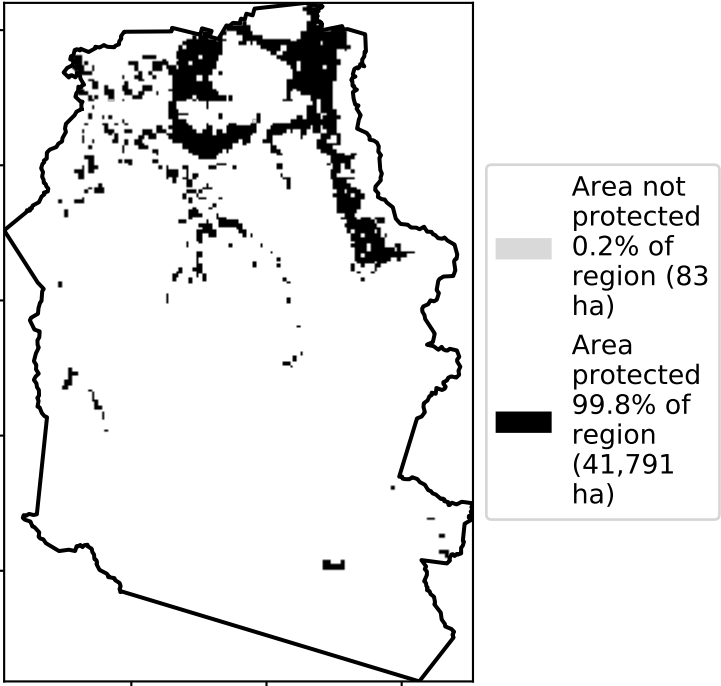 Area not
protected
0.2% of
region (83
ha)
Area
protected
99.8% of
region
(41,791
ha)